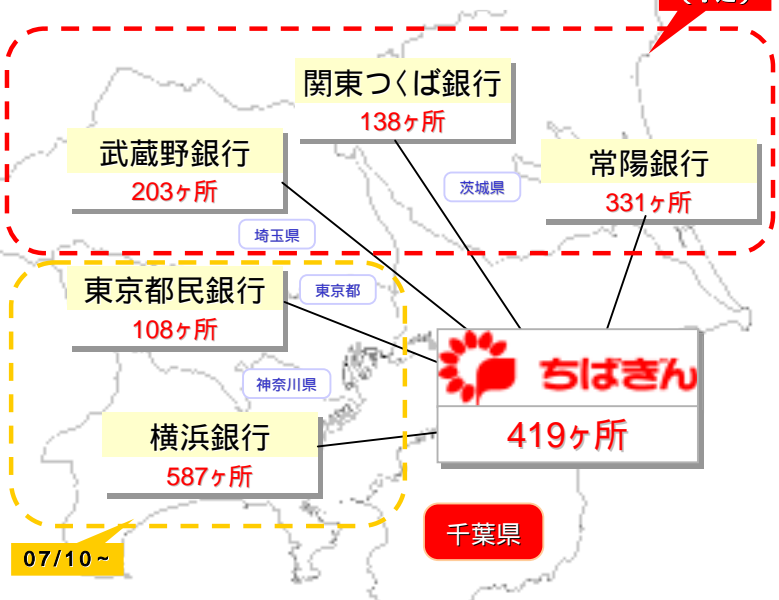 関東つくば銀行
138ヶ所
武蔵野銀行
203ヶ所
常陽銀行
331ヶ所
茨城県
埼玉県
東京都民銀行
108ヶ所
東京都
神奈川県
ちばぎん
419ヶ所
横浜銀行
587ヶ所
千葉県
07/10~